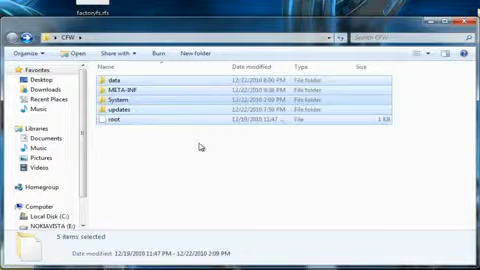 factoryfs.rfs
CFW
Search CFW
Organize
Open
Share with
Burn
New folder
Name
Date modified
Type
Size
Favorites
Desktop
Downloads
Recent Places
Music
Libraries
Documents
Music
Pictures
Videos
Homegroup
Computer
Local Disk (C:)
NOKIAVISTA (E:)
data 12/22/2010 8:00 PM File folder
META-INF 12/22/2010 File folder
System 12/22/2010 2:09 PM File folder
updates 12/22/2010 7:59 PM File folder
root 12/19/2010 11:47 ... File 1 KB
5 items selected
Date modified: 12/19/2010 11:47 PM - 12/22/2010 2:09 PM